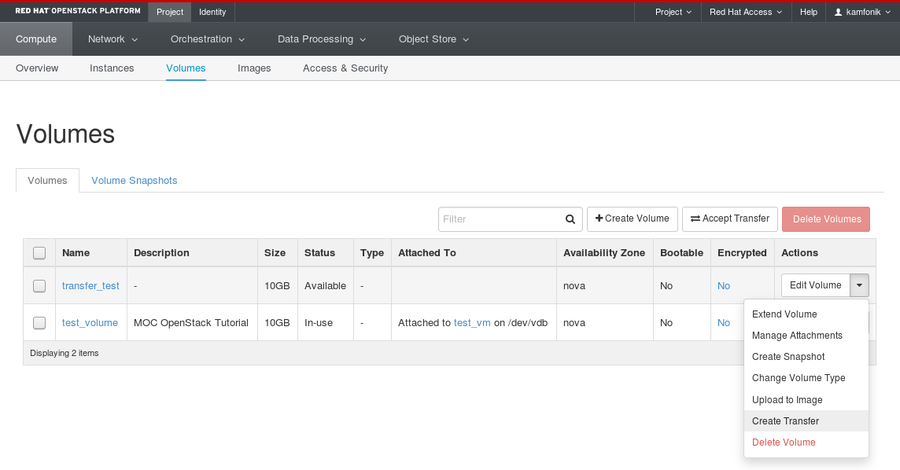 RED HAT OPENSTACK PLATFORM Project Identity Project Red Hat Access Help kamfonik
Compute Network Orchestration Data Processing Object Store
Overview Instances Volumes Images Access & Security
Volumes
Volumes Volume Snapshots
Filter Create Volume Accept Transfer Delete Volumes
Name Description Size Status Type Attached To Availability Zone Bootable Encrypted Actions
transfer_test - 10GB Available - nova No No Edit Volume
test_volume MOC OpenStack Tutorial 10GB In-use - Attached to test_vm on /dev/vdb nova No No
Displaying 2 items
Extend Volume
Manage Attachments
Create Snapshot
Change Volume Type
Upload to Image
Create Transfer
Delete Volume